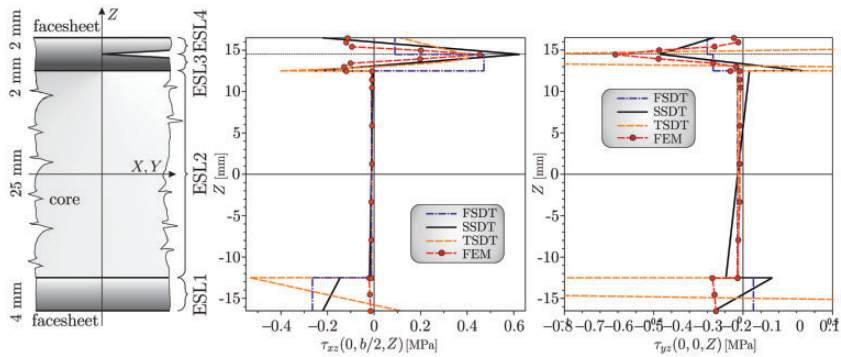 Z
facesheet
2 mm
2 mm
25 mm
4 mm
X, Y
core
facesheet
ESL4
ESL3
ESL2
ESL1
15
10
5
0
-5
-10
-15
Z [mm]
FSDT
SSDT
TSDT
FEM
-0.4 -0.2 0 0.2 0.4 0.6
τxz(0, b/2, Z) [MPa]
15
10
5
0
-5
-10
-15
Z [mm]
FSDT
SSDT
TSDT
FEM
-0.8 -0.7 -0.6 -0.5 -0.4 -0.3 -0.2 -0.1 0 0.1
τyz(0, 0, Z) [MPa]